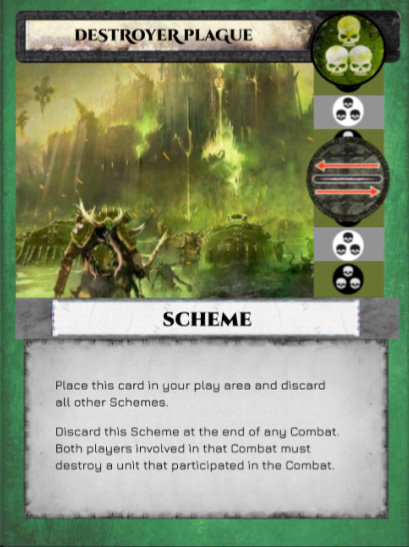 DESTROYER PLAGUE
SCHEME
Place this card in your play area and discard
all other Schemes.
Discard this Scheme at the end of any Combat.
Both players involved in that Combat must
destroy a unit that participated in the Combat.